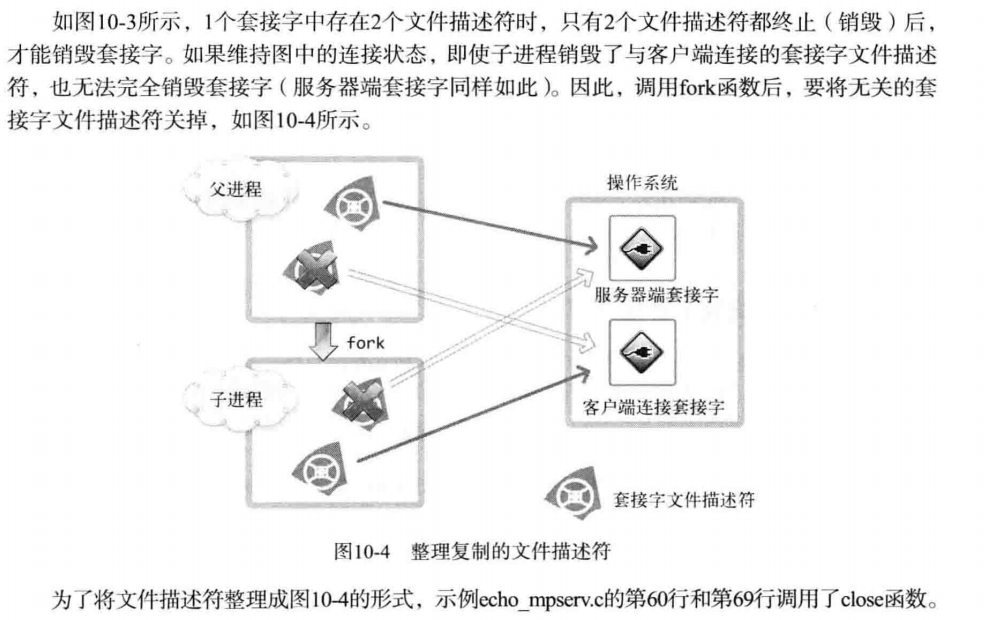 如图10-3所示，1个套接字中存在2个文件描述符时，只有2个文件描述符都终止（销毁）后，
才能销毁套接字。如果维持图中的连接状态，即使子进程销毁了与客户端连接的套接字文件描述
符，也无法完全销毁套接字（服务器端套接字同样如此）。因此，调用fork函数后，要将无关的套
接字文件描述符关掉，如图10-4所示。
父进程
操作系统
服务器端套接字
fork
子进程
客户端连接套接字
套接字文件描述符
图10-4 整理复制的文件描述符
为了将文件描述符整理成图10-4的形式，示例echo_mpserv.c的第60行和第69行调用了close函数。